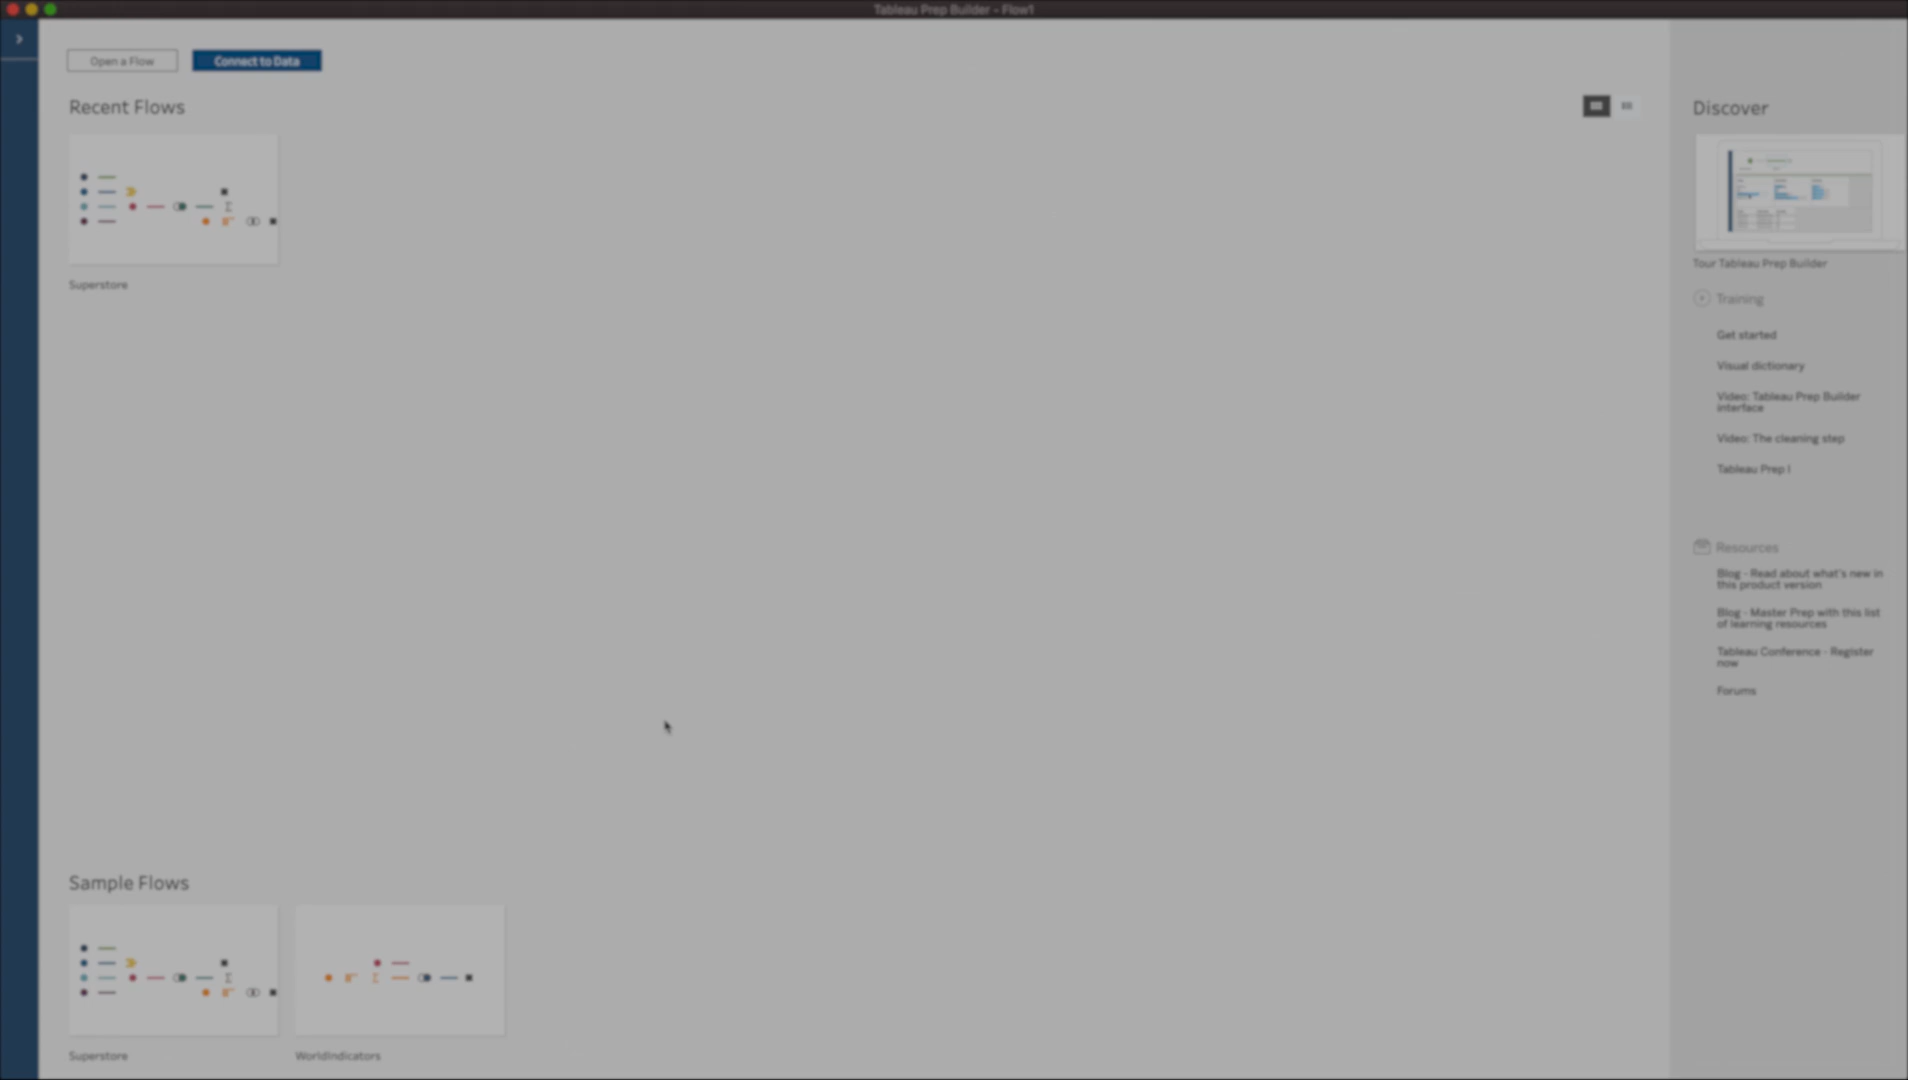 Tableau Prep Builder - Flow1
Open a Flow
Connect to Data
Recent Flows
Superstore
Sample Flows
Superstore
WorldIndicators
Discover
Tour Tableau Prep Builder
Training
Get started
Visual dictionary
Video: Tableau Prep Builder
interface
Video: The cleaning step
Tableau Prep I
Resources
Blog - Read about what's new in
this product version
Blog - Master Prep with this list
of learning resources
Tableau Conference - Register
now
Forums